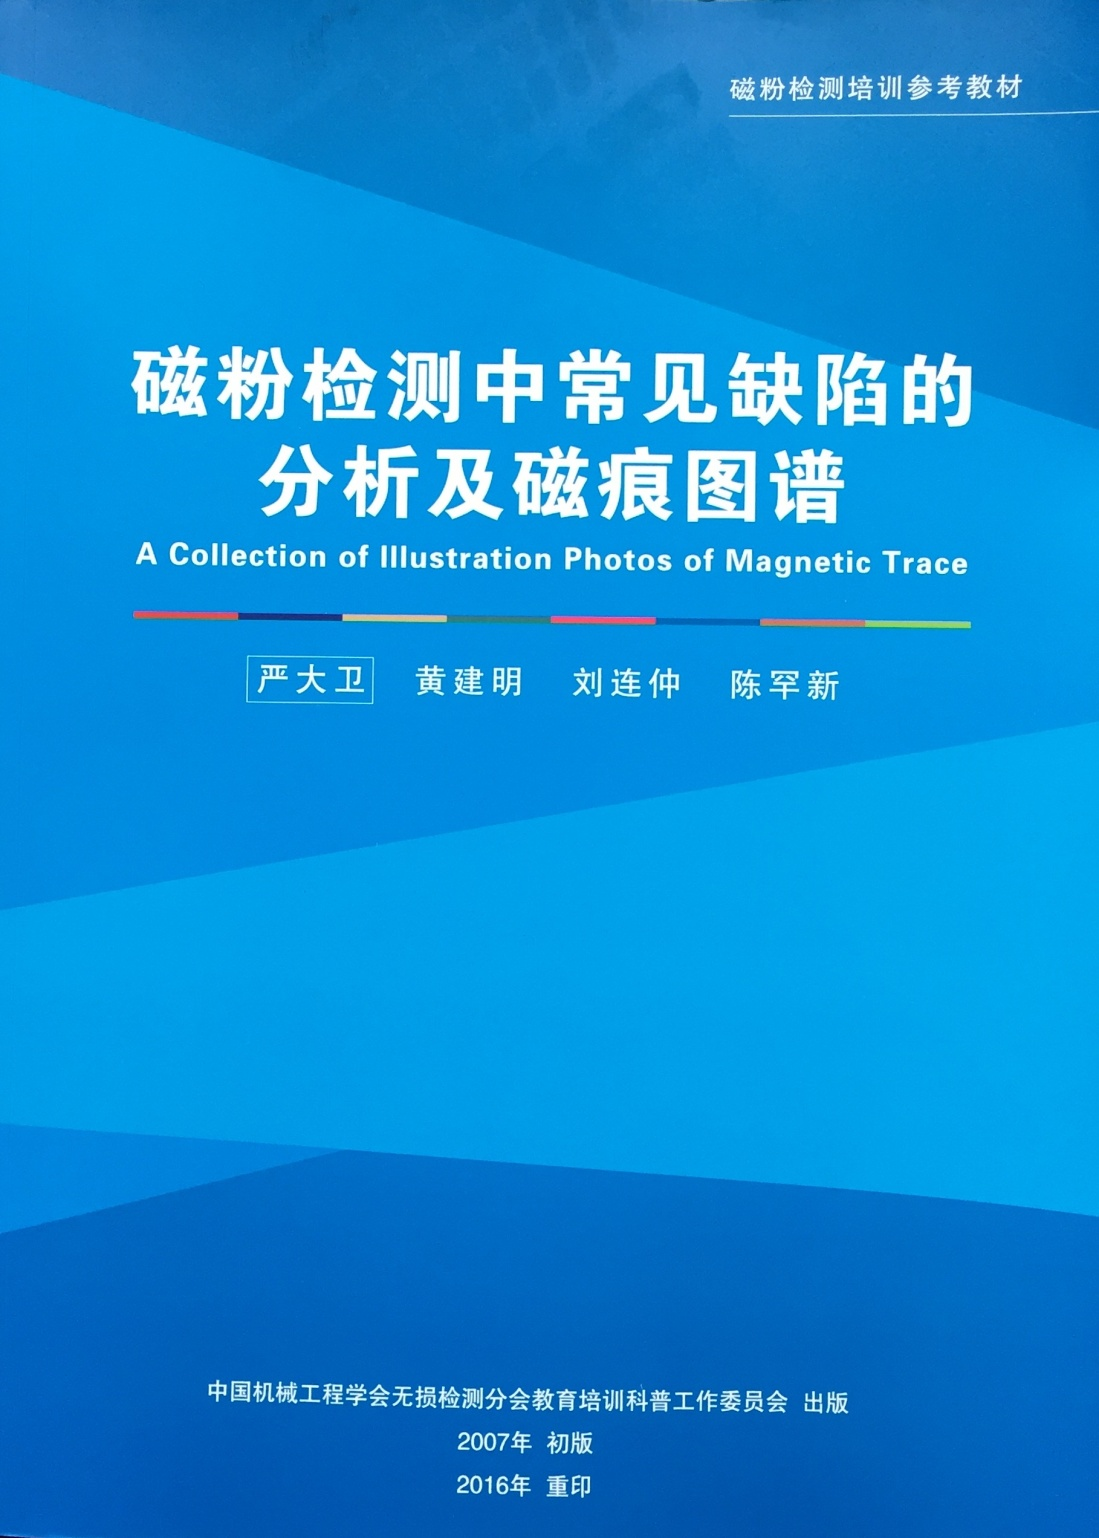 磁粉检测培训参考教材
磁粉检测中常见缺陷的
分析及磁痕图谱
A Collection of Illustration Photos of Magnetic Trace
严大卫 黄建明 刘连仲 陈罕新
中国机械工程学会无损检测分会教育培训科普工作委员会 出版
2007年 初版
2016年 重印